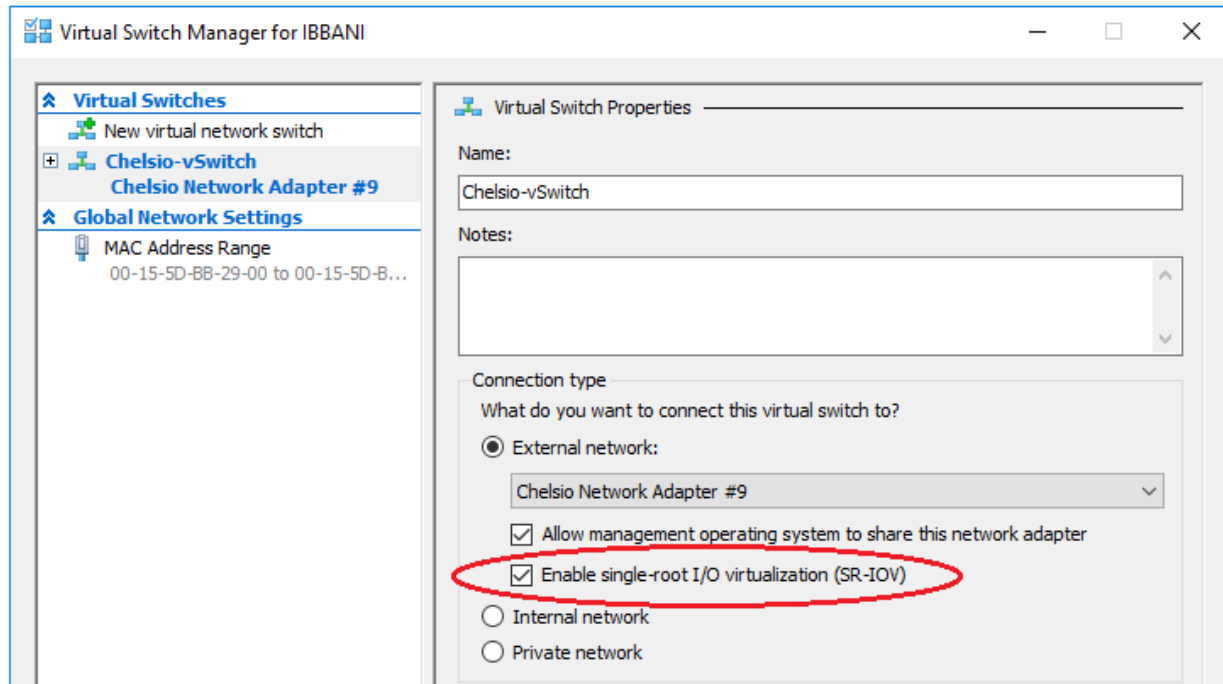 Virtual Switch Manager for IBBANI
Virtual Switches
New virtual network switch
Chelsio-vSwitch
Chelsio Network Adapter #9
Global Network Settings
MAC Address Range
00-15-5D-BB-29-00 to 00-15-5D-B...
Virtual Switch Properties
Name:
Chelsio-vSwitch
Notes:
Connection type
What do you want to connect this virtual switch to?
External network:
Chelsio Network Adapter #9
Allow management operating system to share this network adapter
Enable single-root I/O virtualization (SR-IOV)
Internal network
Private network